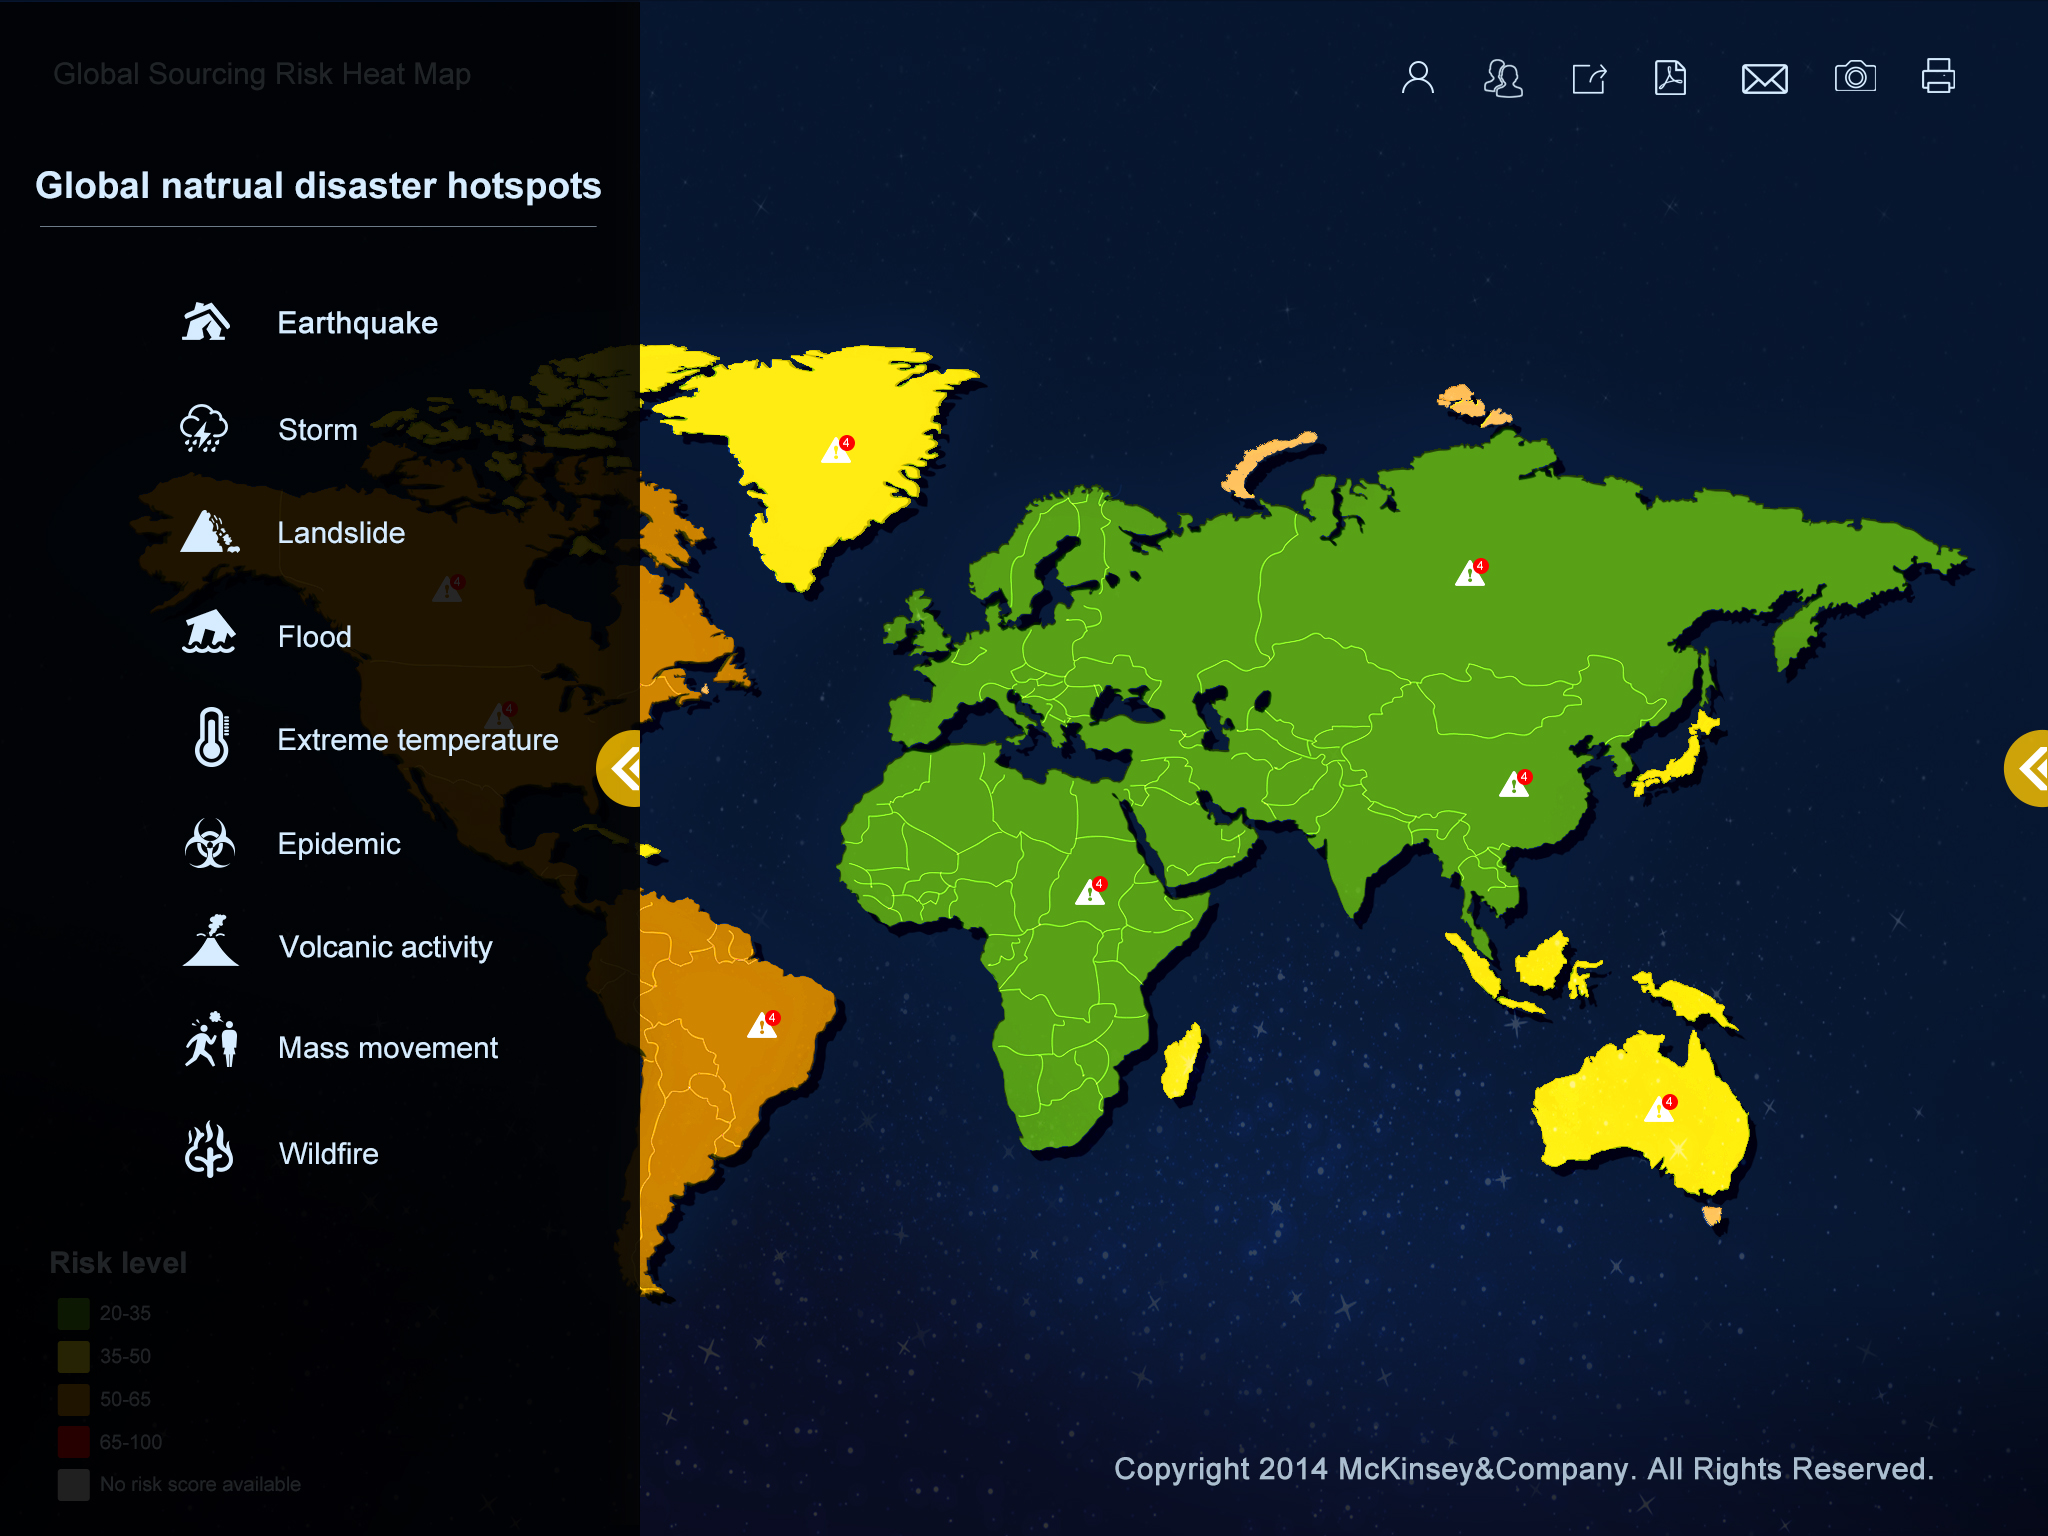 Global Sourcing Risk Heat Map
Global natrual disaster hotspots
Earthquake
Storm
Landslide
Flood
Extreme temperature
Epidemic
Volcanic activity
Mass movement
Wildfire
4
4
4
4
4
4
4
4
Risk level
20-35
35-50
50-65
65-100
No risk score available
Copyright 2014 McKinsey&Company. All Rights Reserved.